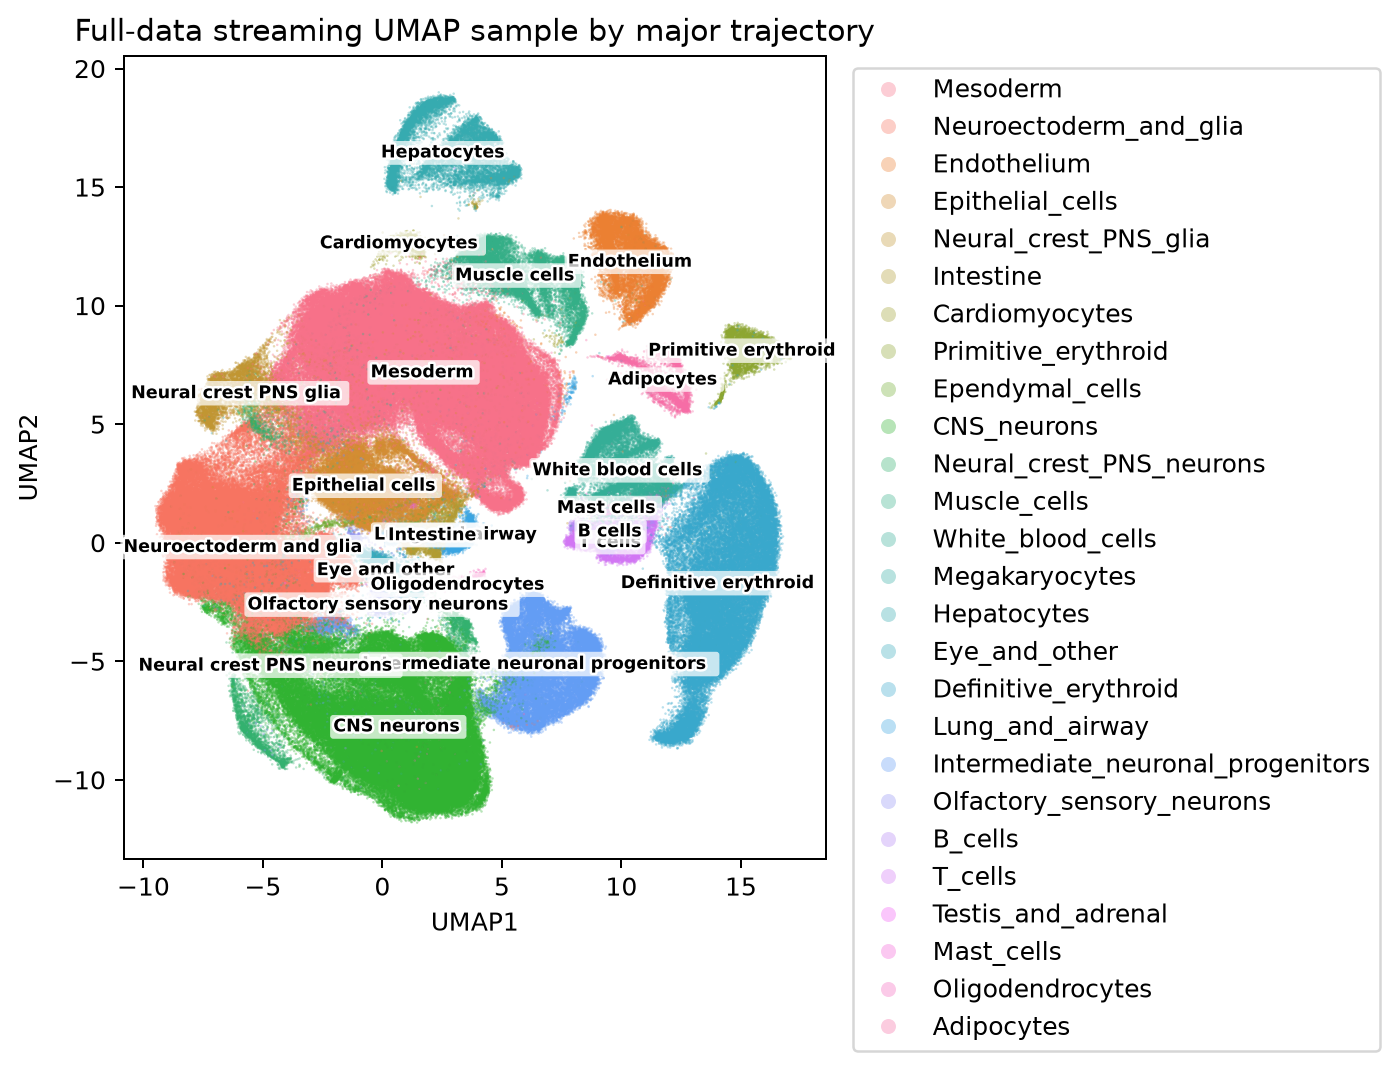 Full-data streaming UMAP sample by major trajectory
20
15
10
5
0
−5
−10
UMAP2
−10
−5
0
5
10
15
UMAP1
Hepatocytes
Cardiomyocytes
Endothelium
Muscle cells
Primitive erythroid
Mesoderm
Adipocytes
Neural crest PNS glia
White blood cells
Epithelial cells
Mast cells
B cells
Intestine
Neuroectoderm and glia
Eye and other
Oligodendrocytes
Definitive erythroid
Olfactory sensory neurons
Neural crest PNS neurons
neuronal progenitors
CNS neurons
Mesoderm
Neuroectoderm_and_glia
Endothelium
Epithelial_cells
Neural_crest_PNS_glia
Intestine
Cardiomyocytes
Primitive_erythroid
Ependymal_cells
CNS_neurons
Neural_crest_PNS_neurons
Muscle_cells
White_blood_cells
Megakaryocytes
Hepatocytes
Eye_and_other
Definitive_erythroid
Lung_and_airway
Intermediate_neuronal_progenitors
Olfactory_sensory_neurons
B_cells
T_cells
Testis_and_adrenal
Mast_cells
Oligodendrocytes
Adipocytes